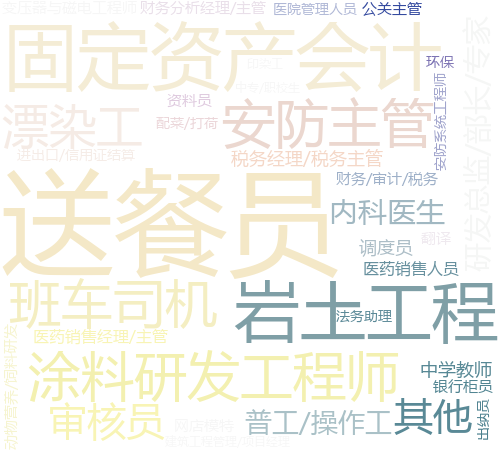 变压器与磁电工程师
财务分析经理/主管
医院管理人员
公关主管
固定资产会计
环保
资料员
漂染工
安防主管
配菜/打荷
安防系统工程师
研发总监/部长/专家
进出口/信用证结算
税务经理/税务主管
送餐员
财务/审计/税务
内科医生
翻译
调度员
医药销售人员
班车司机
岩土工程
法务助理
医药销售经理/主管
涂料研发工程师
中学教师
银行柜员
动物营养/饲料研发
审核员
普工/操作工
其他
出纳员
网店模特